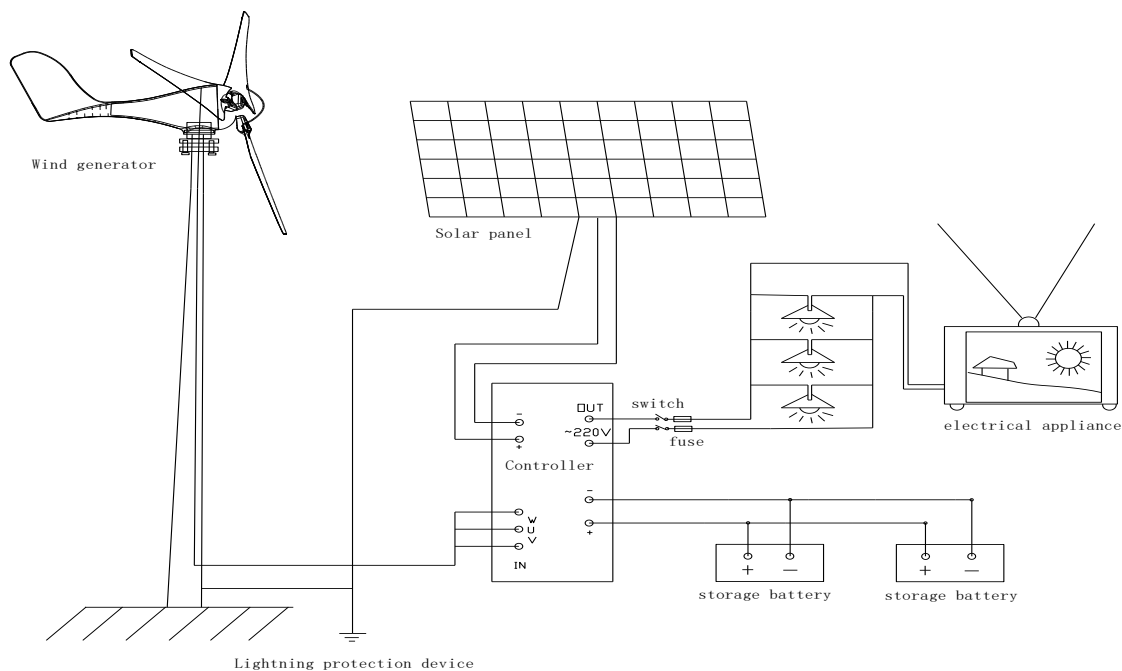 Wind generator
Solar panel
switch
OUT
-
~220V
fuse
+
electrical appliance
Controller
-
W
U
+
V
IN
+ -
+ -
storage battery
storage battery
Lightning protection device